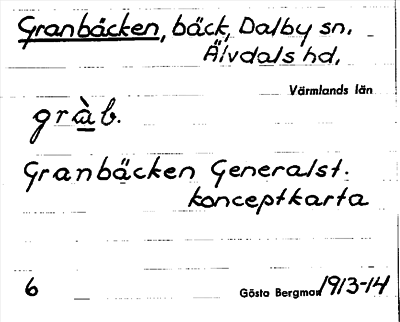 Granbäcken, bäck, Dalby sn.
Älvdals hd.
Värmlands län
gràb.
Granbäcken Generalst.
konceptkarta
6 Gösta Bergman 1913-14